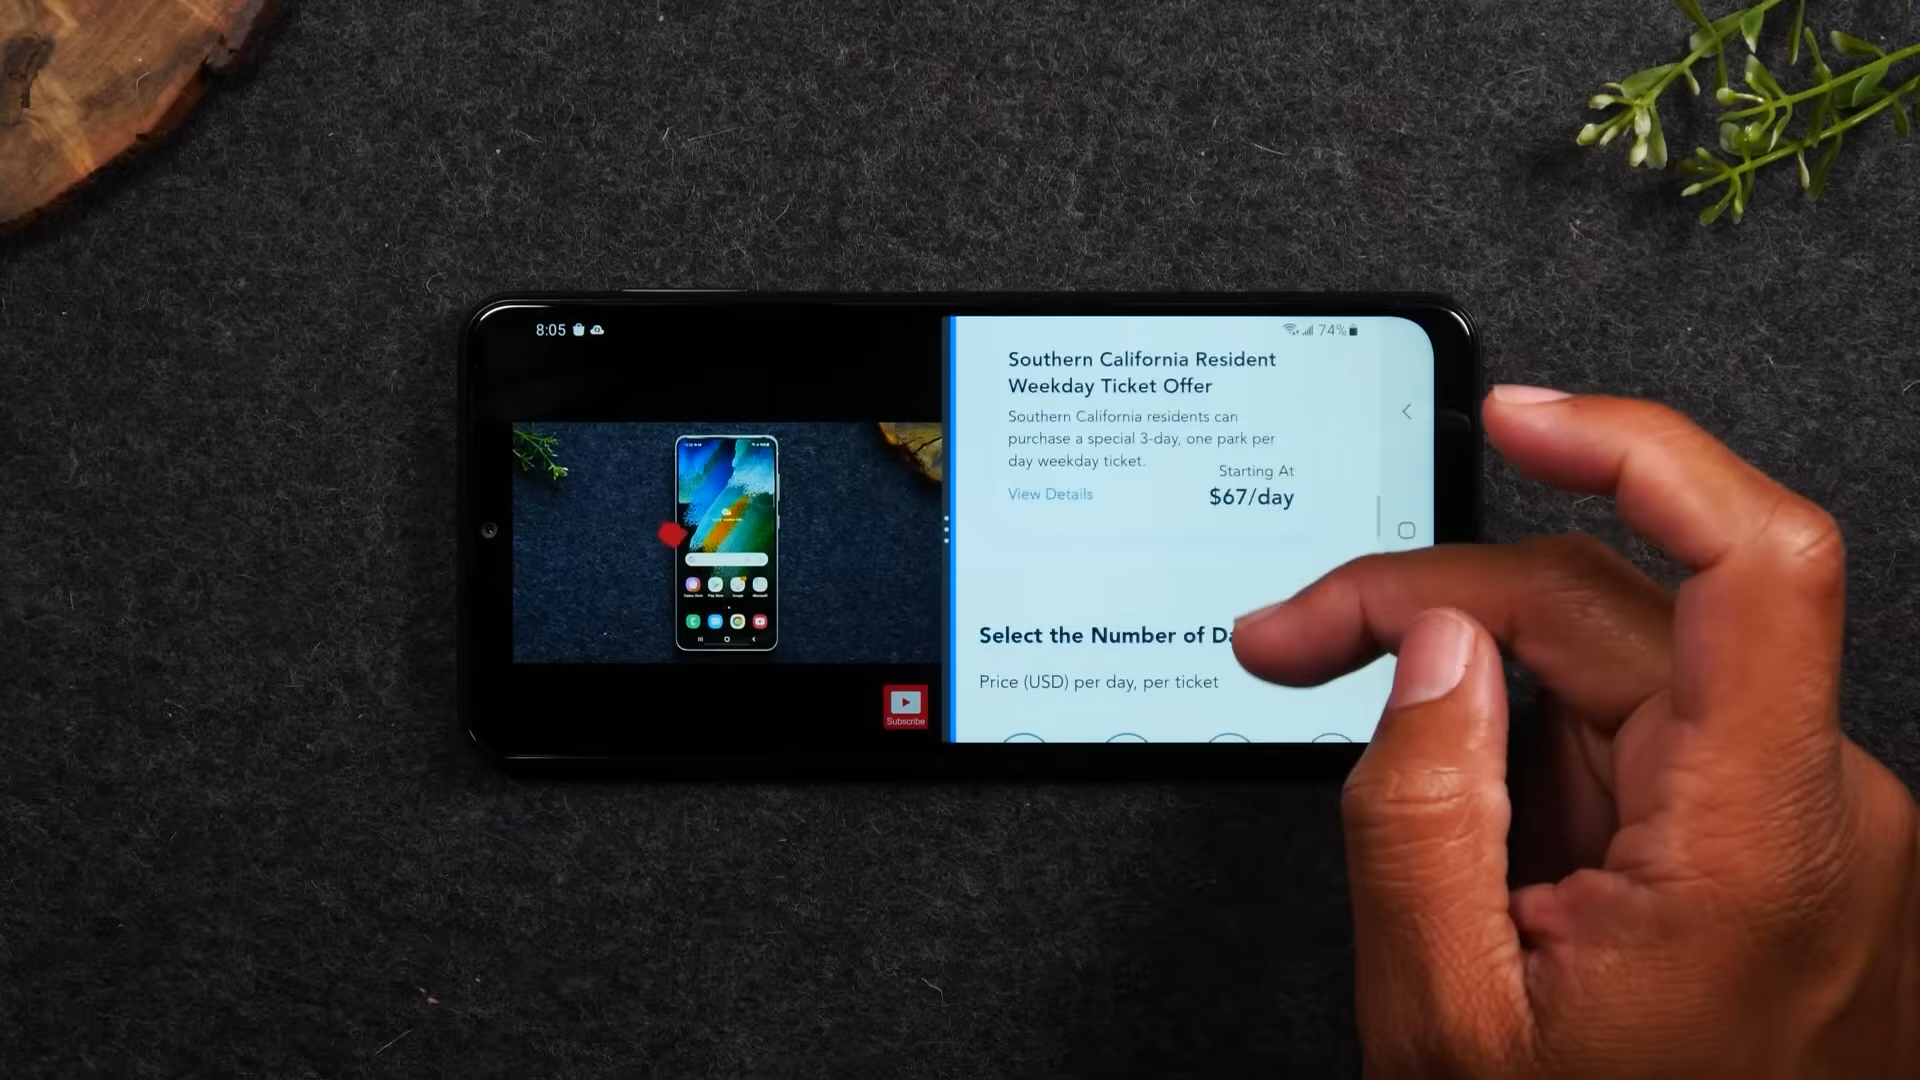 8:05
74%
Southern California Resident
Weekday Ticket Offer
Southern California residents can
purchase a special 3-day, one park per
day weekday ticket.
Starting At
View Details
$67/day
Select the Number of Da
Price (USD) per day, per ticket
Subscribe